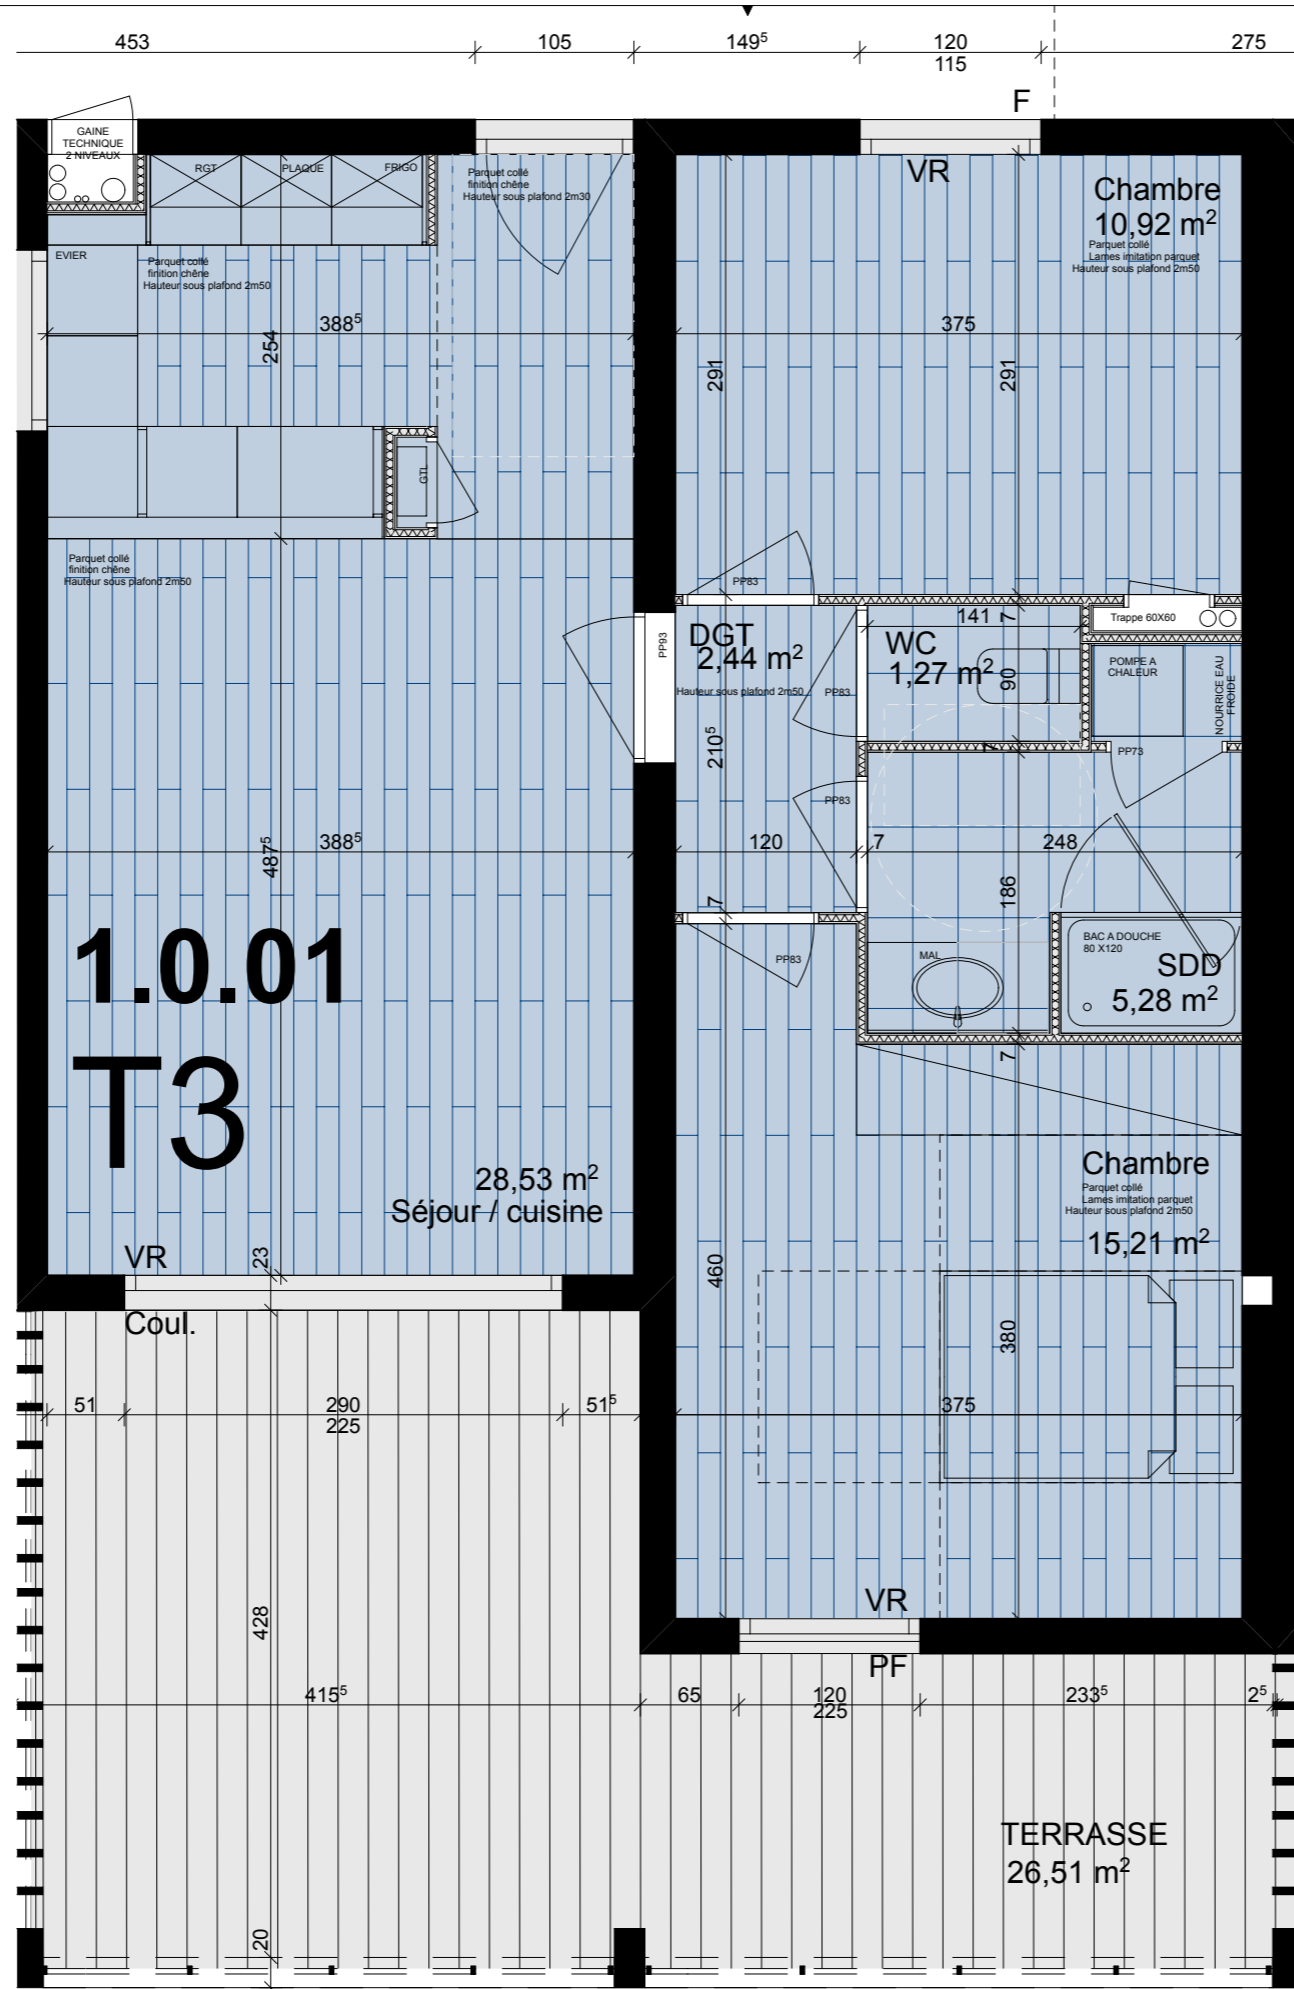 453
105
149⁵
120
115
275
F
GAINE
TECHNIQUE
2 NIVEAUX
RGT
PLAQUE
FRIGO
Parquet collé
finition chêne
Hauteur sous plafond 2m30
VR
Chambre
10,92 m²
Parquet collé
Lames imitation parquet
Hauteur sous plafond 2m50
EVIER
Parquet collé
finition chêne
Hauteur sous plafond 2m50
388⁵
254
375
291
291
GTL
Parquet collé
finition chêne
Hauteur sous plafond 2m50
PP83
PP93
DGT
2,44 m²
Hauteur sous plafond 2m50
PP83
141
7
WC
1,27 m²
90
Trappe 60X60
POMPE A
CHALEUR
NOURRICE EAU
FROIDE
210⁵
7
PP73
PP83
388⁵
487⁵
120
7
248
186
7
PP83
MAL
BAC A DOUCHE
80 X120
SDD
5,28 m²
1.0.01
T3
7
28,53 m²
Séjour / cuisine
Chambre
Parquet collé
Lames imitation parquet
Hauteur sous plafond 2m50
15,21 m²
VR
23
460
Coul.
380
51
290
225
51⁵
375
VR
428
PF
415⁵
65
120
225
233⁵
2⁵
TERRASSE
26,51 m²
20